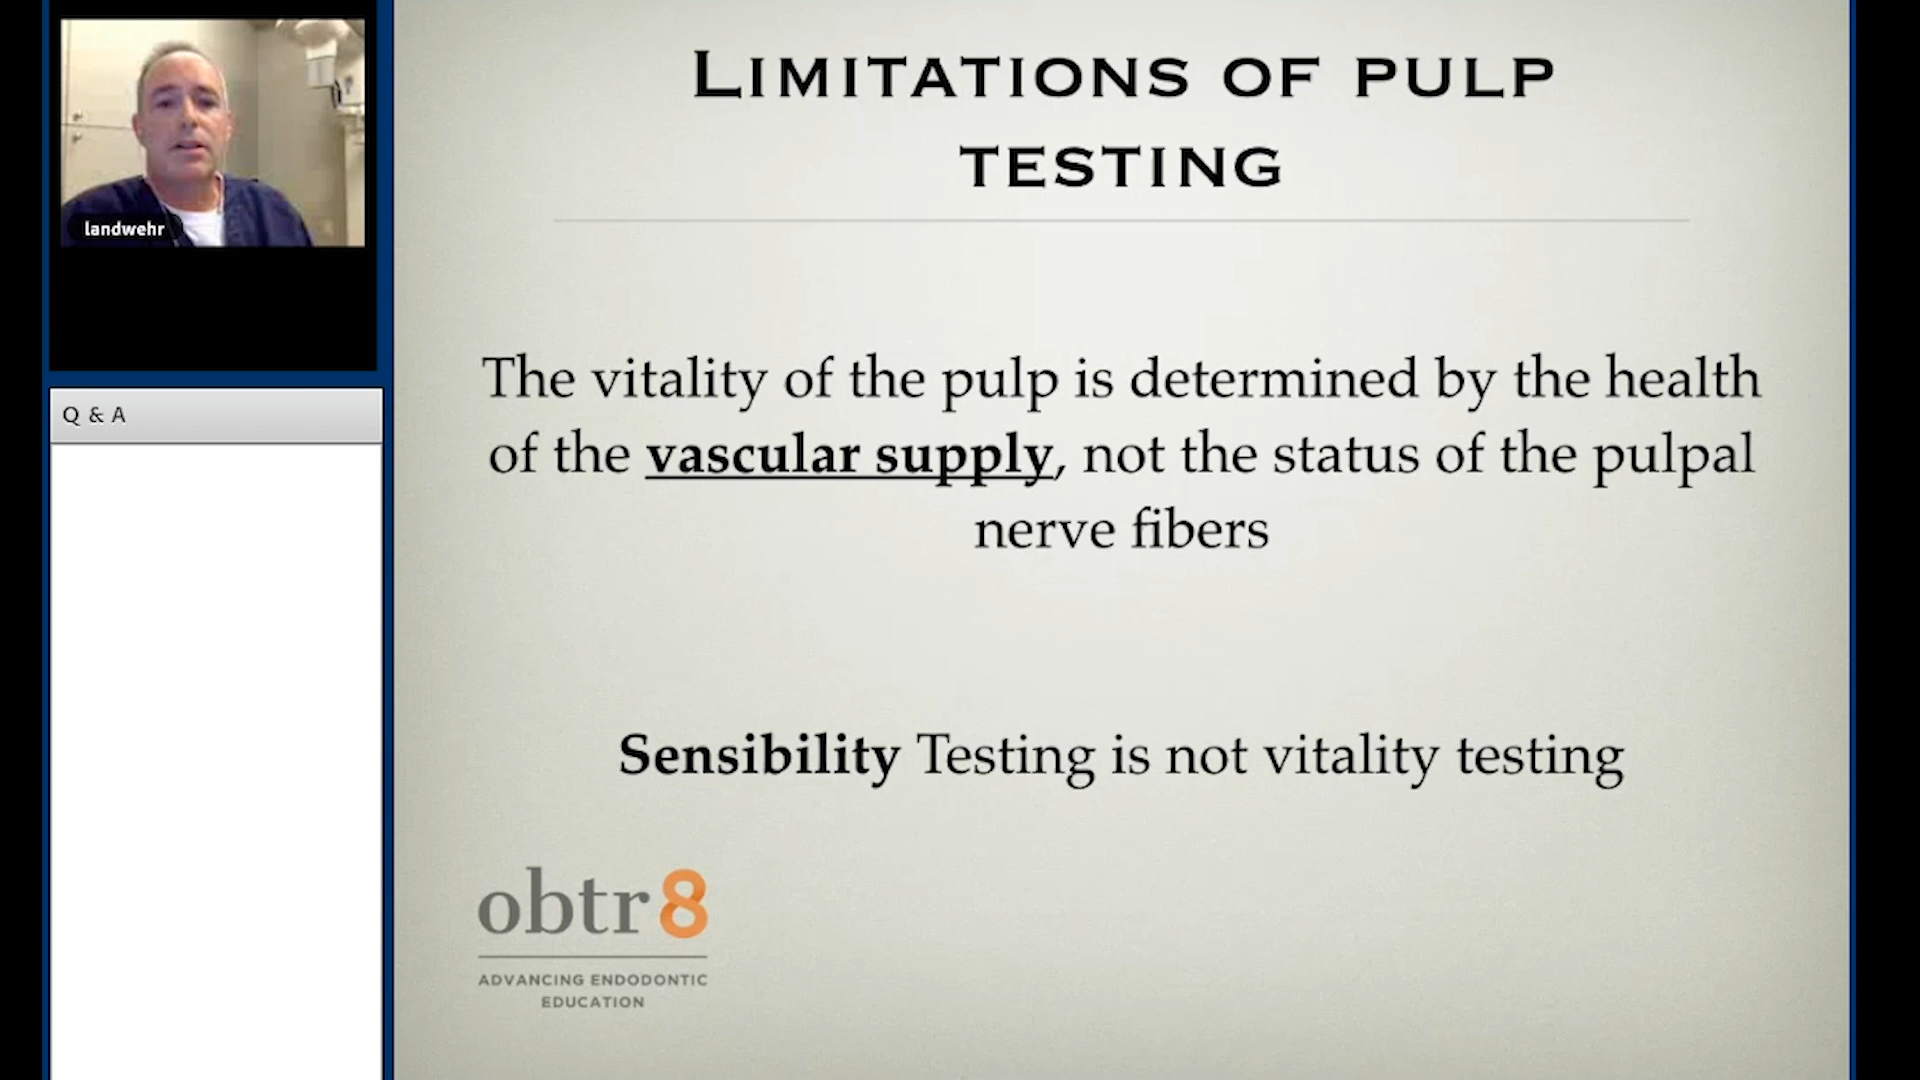 landwehr
Q & A
LIMITATIONS OF PULP
TESTING
The vitality of the pulp is determined by the health
of the vascular supply, not the status of the pulpal
nerve fibers
Sensibility Testing is not vitality testing
obtr8
ADVANCING ENDODONTIC
EDUCATION